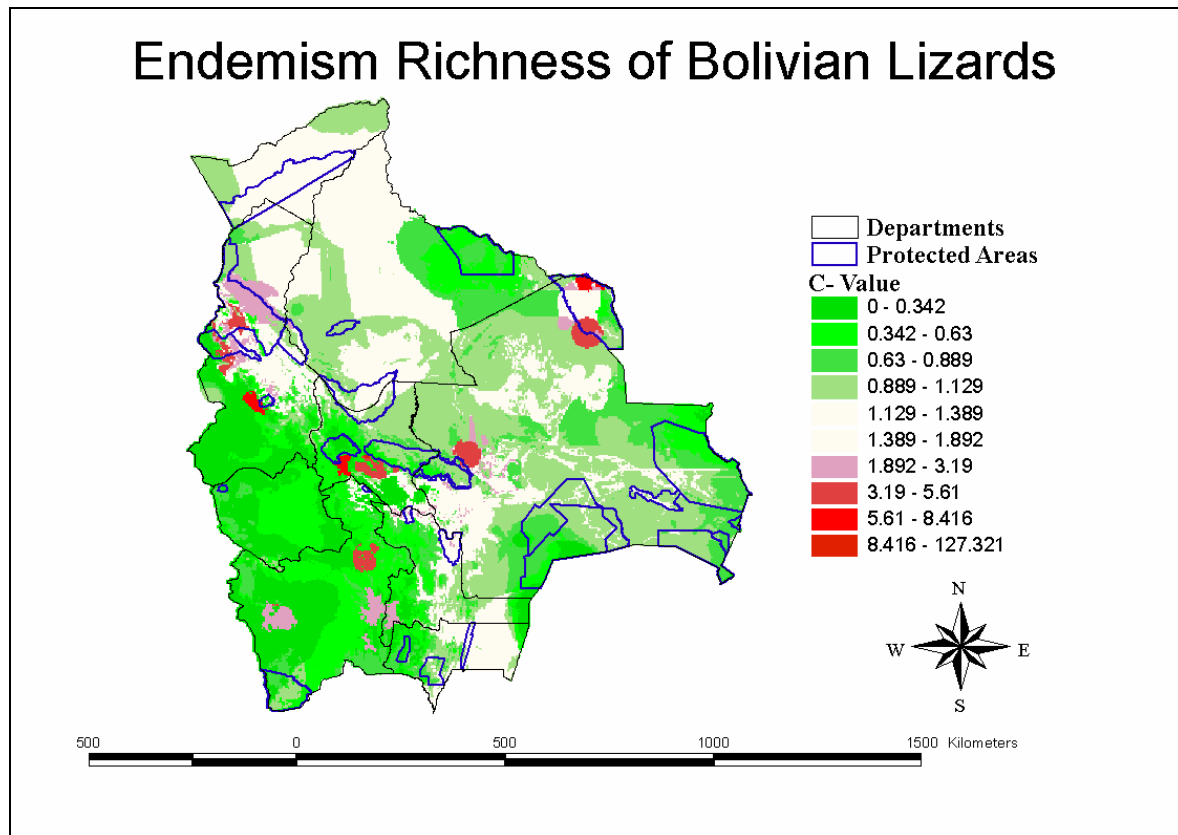 Endemism Richness of Bolivian Lizards
Departments
Protected Areas
C- Value
0 - 0.342
0.342 - 0.63
0.63 - 0.889
0.889 - 1.129
1.129 - 1.389
1.389 - 1.892
1.892 - 3.19
3.19 - 5.61
5.61 - 8.416
8.416 - 127.321
N
W E
S
500 0 500 1000 1500 Kilometers